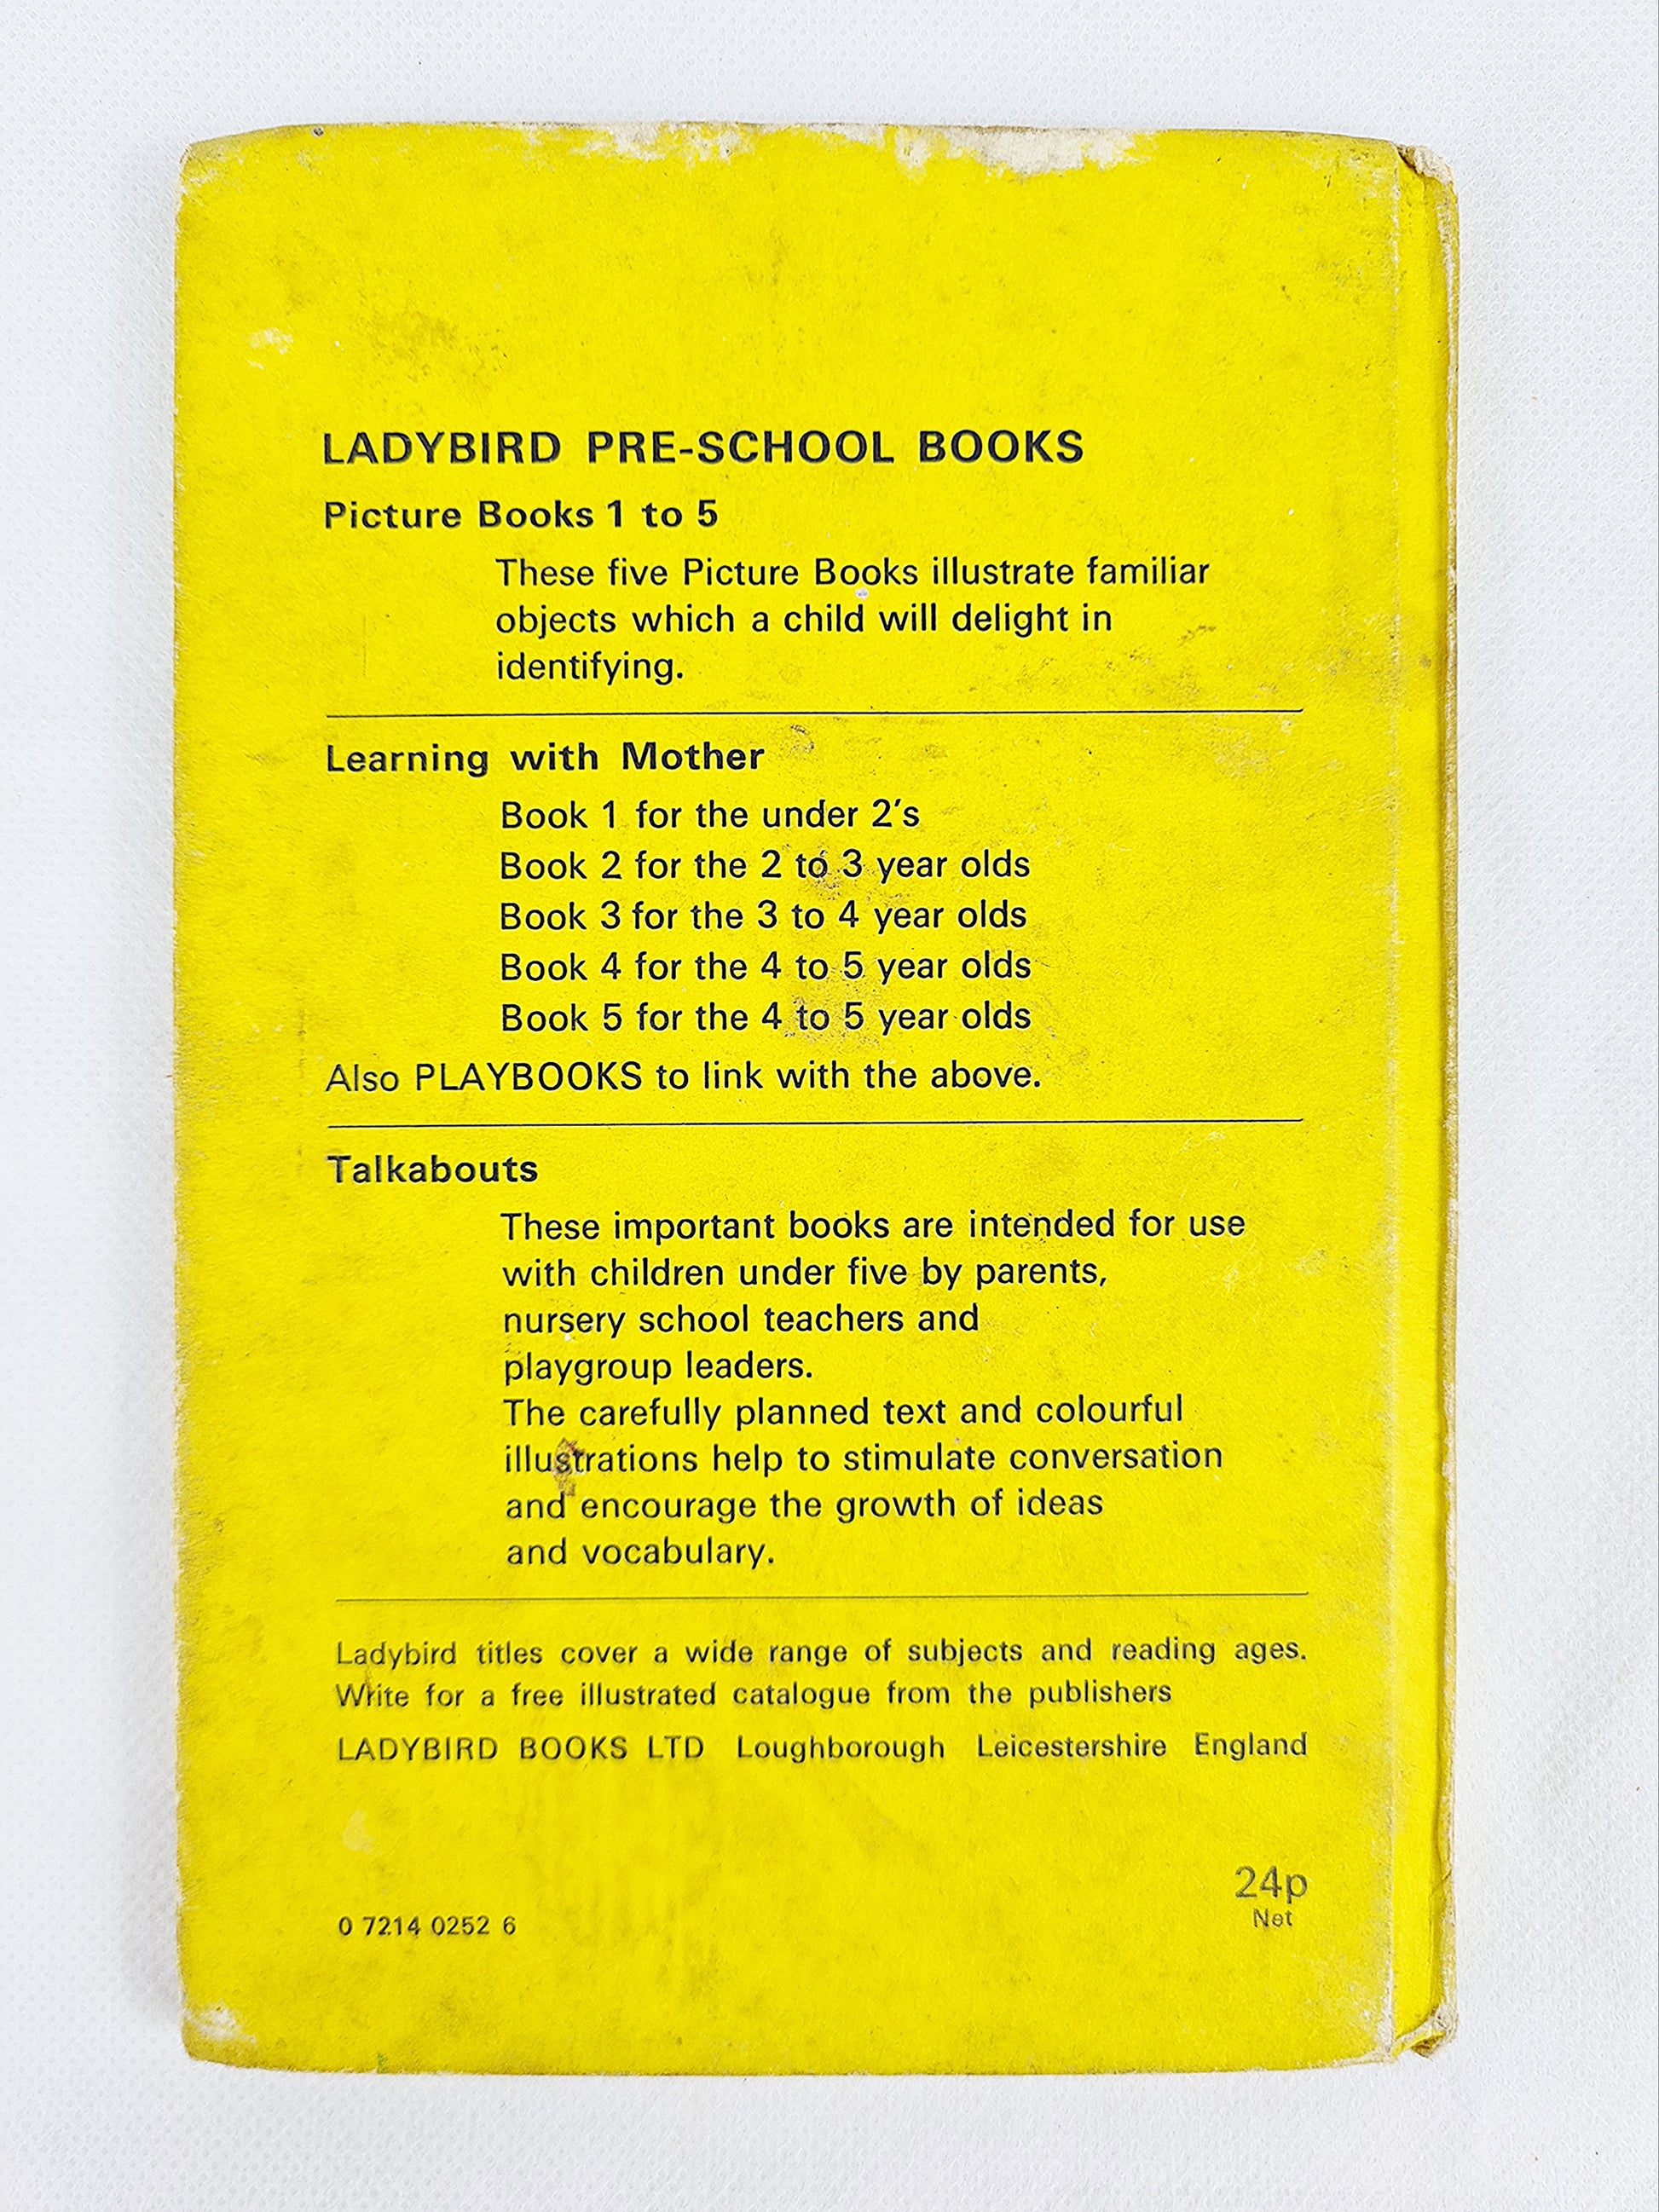 LADYBIRD PRE-SCHOOL BOOKS
Picture Books 1 to 5
These five Picture Books illustrate familiar
objects which a child will delight in
identifying.
Learning with Mother
Book 1 for the under 2's
Book 2 for the 2 to 3 year olds
Book 3 for the 3 to 4 year olds
Book 4 for the 4 to 5 year olds
Book 5 for the 4 to 5 year olds
Also PLAYBOOKS to link with the above.
Talkabouts
These important books are intended for use
with children under five by parents,
nursery school teachers and
playgroup leaders.
The carefully planned text and colourful
illustrations help to stimulate conversation
and encourage the growth of ideas
and vocabulary.
Ladybird titles cover a wide range of subjects and reading ages.
Write for a free illustrated catalogue from the publishers
LADYBIRD BOOKS LTD Loughborough Leicestershire England
24p
Net
0 7214 0252 6